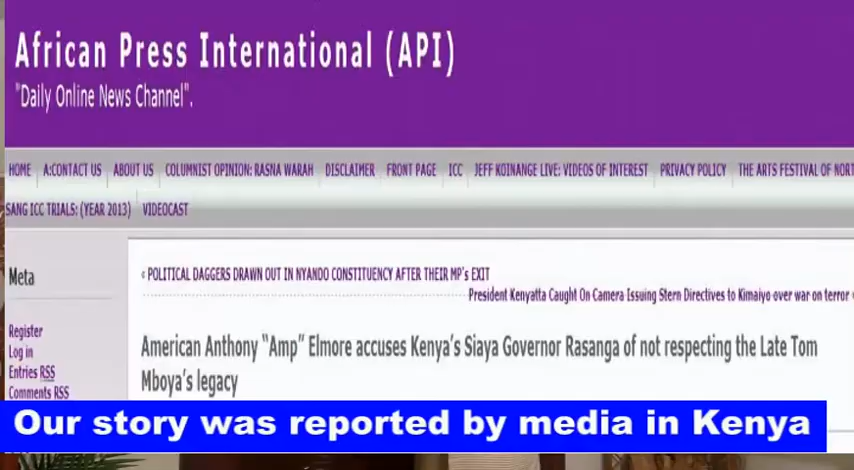 African Press International (API)
"Daily Online News Channel".
HOME A:CONTACT US ABOUT US COLUMNIST OPINION: RASNA WARAH DISCLAIMER FRONT PAGE ICC JEFF KOINANGE LIVE: VIDEOS OF INTEREST PRIVACY POLICY THE ARTS FESTIVAL OF NORT
SANG ICC TRIALS: (YEAR 2013) VIDEOCAST
« POLITICAL DAGGERS DRAWN OUT IN NYANDO CONSTITUENCY AFTER THEIR MP's EXIT
President Kenyatta Caught On Camera Issuing Stern Directives to Kimaiyo over war on terror »
American Anthony “Amp” Elmore accuses Kenya’s Siaya Governor Rasanga of not respecting the Late Tom
Mboya’s legacy
Meta
Register
Log in
Entries RSS
Comments RSS
Our story was reported by media in Kenya